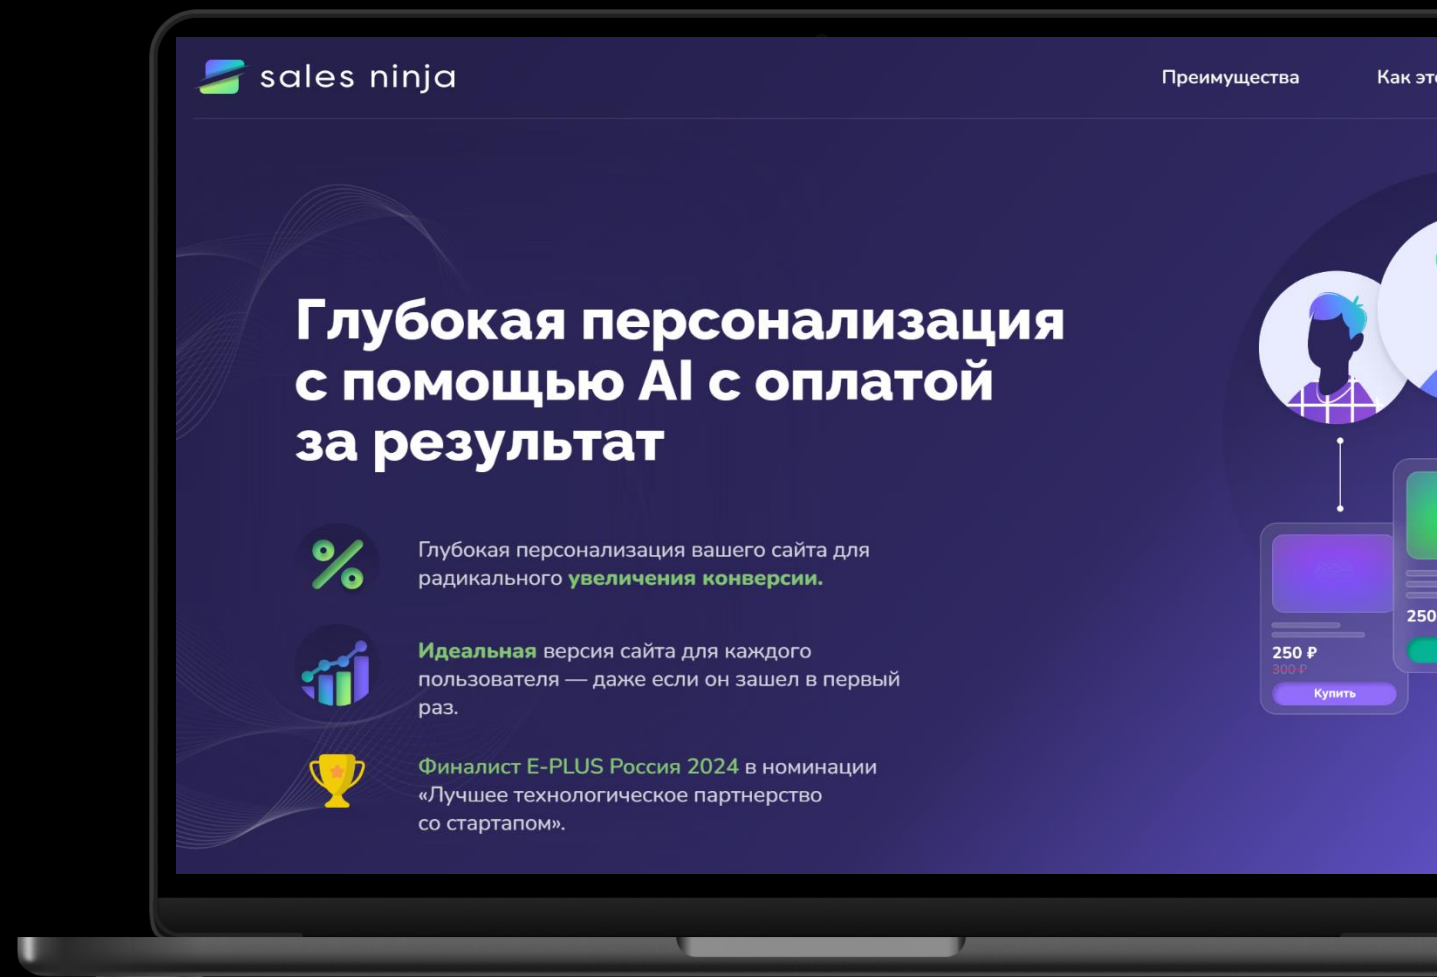 sales ninja
Преимущества
Как это
Глубокая персонализация
с помощью AI с оплатой
за результат
Глубокая персонализация вашего сайта для
радикального увеличения конверсии.
Идеальная версия сайта для каждого
пользователя — даже если он зашел в первый
раз.
Финалист E-PLUS Россия 2024 в номинации
«Лучшее технологическое партнерство
со стартапом».
250
250 ₽
300 ₽
Купить